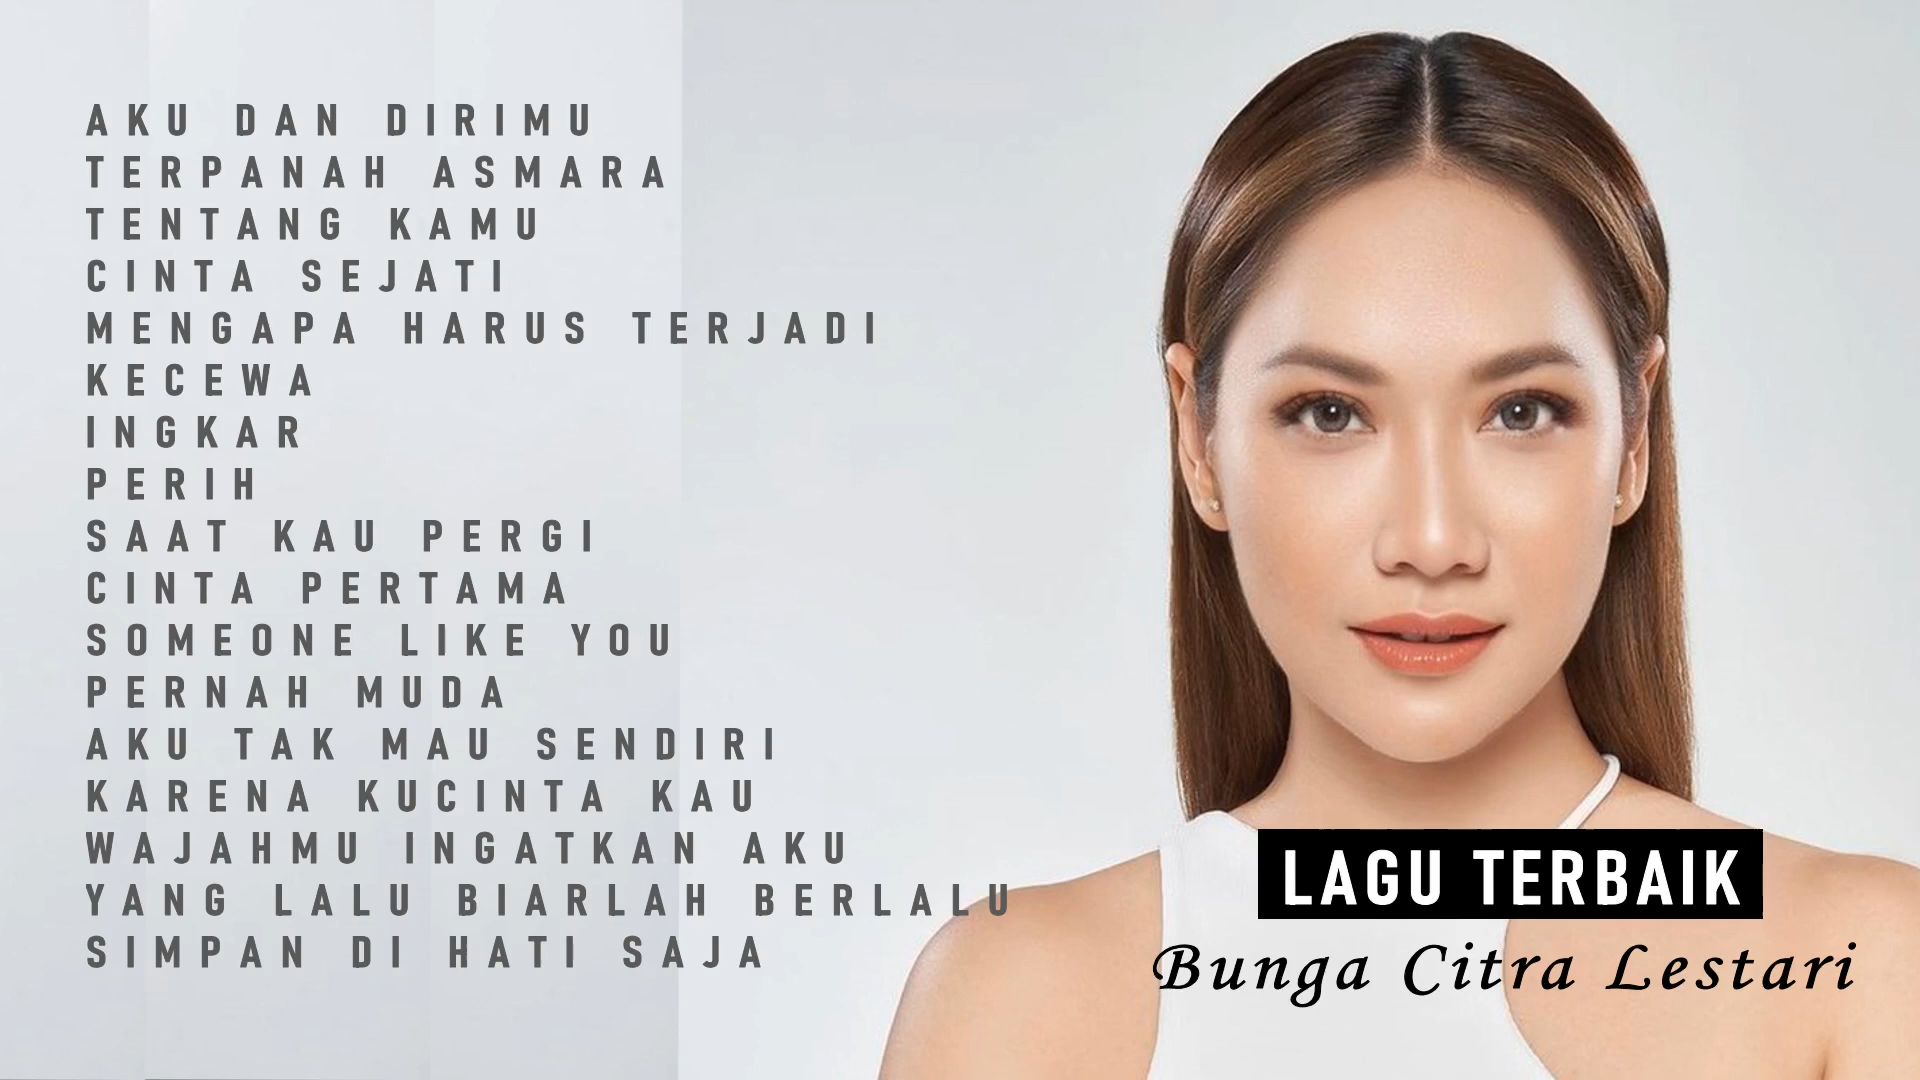 AKU DAN DIRIMU
TERPANAH ASMARA
TENTANG KAMU
CINTA SEJATI
MENGAPA HARUS TERJADI
KECEWA
INGKAR
PERIH
SAAT KAU PERGI
CINTA PERTAMA
SOMEONE LIKE YOU
PERNAH MUDA
AKU TAK MAU SENDIRI
KARENA KUCINTA KAU
WAJAHMU INGATKAN AKU
YANG LALU BIARLAH BERLALU
SIMPAN DI HATI SAJA
LAGU TERBAIK
Bunga Citra Lestari